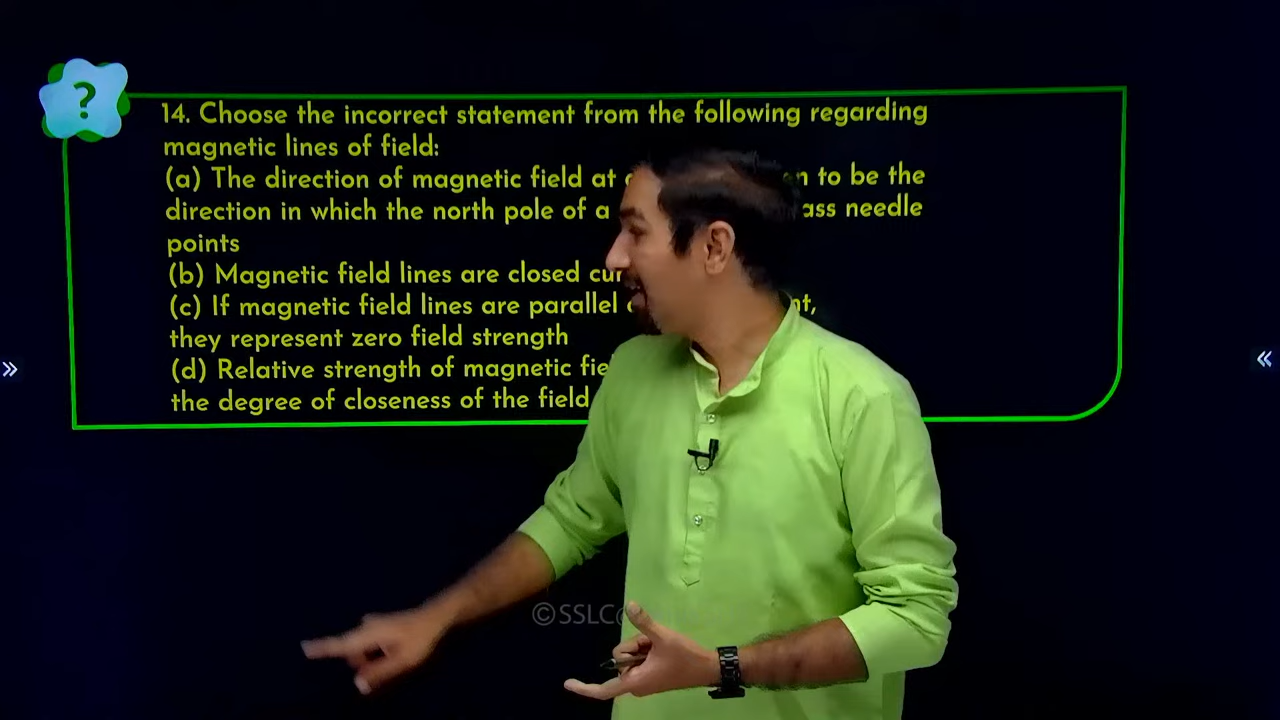 ?
14. Choose the incorrect statement from the following regarding
magnetic lines of field:
(a) The direction of magnetic field at to be the
direction in which the north pole of a needle
points
(b) Magnetic field lines are closed
(c) If magnetic field lines are parallel
they represent zero field strength
(d) Relative strength of magnetic
the degree of closeness of the field
» «
©SSLC